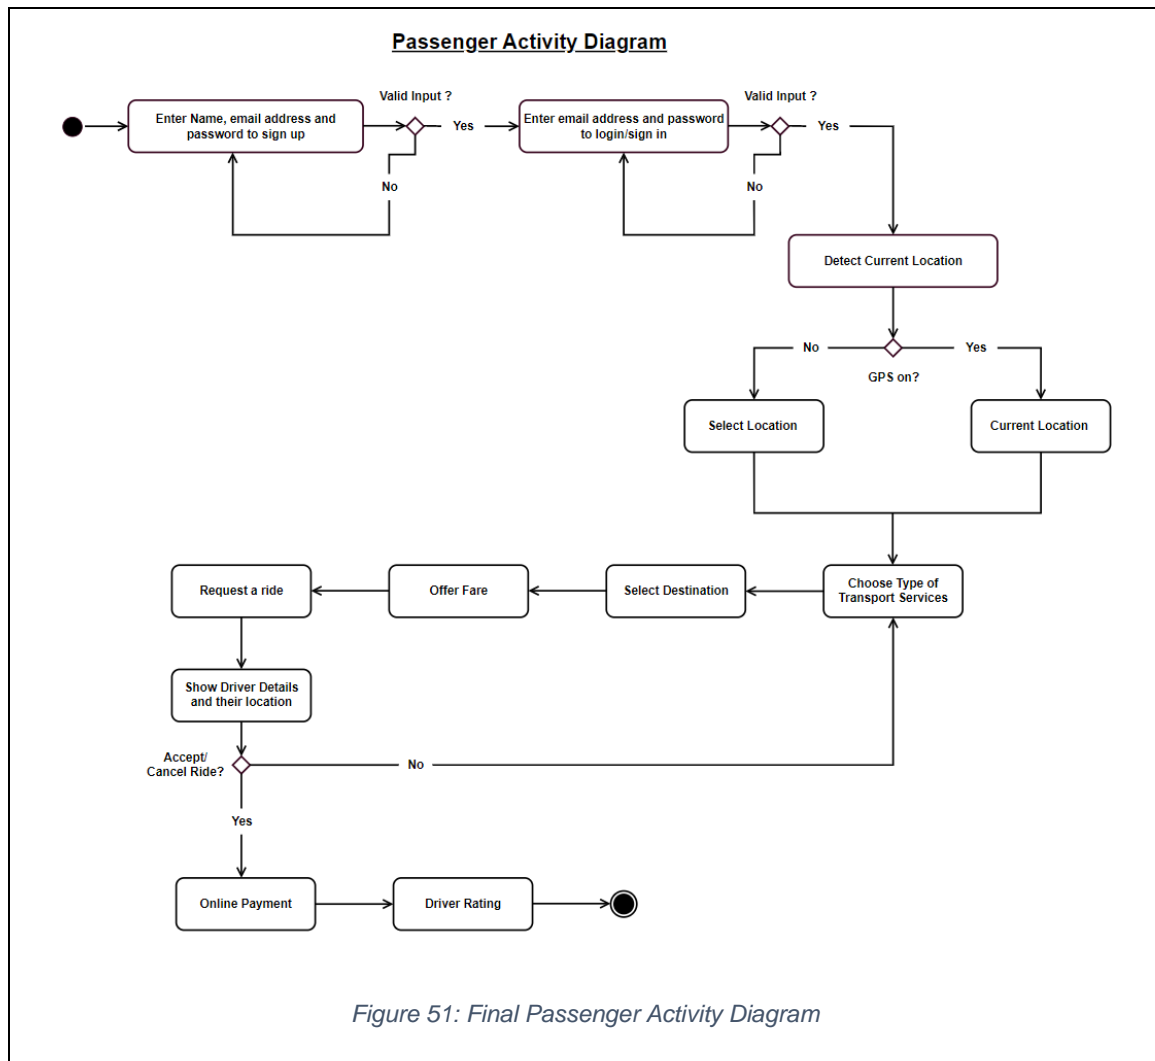 Passenger Activity Diagram
Valid Input ?
Valid Input ?
Enter Name, email address and
password to sign up
Yes
Enter email address and password
to login/sign in
Yes
No
No
Detect Current Location
No
Yes
GPS on?
Select Location
Current Location
Request a ride
Offer Fare
Select Destination
Choose Type of
Transport Services
Show Driver Details
and their location
Accept/
Cancel Ride?
No
Yes
Online Payment
Driver Rating
Figure 51: Final Passenger Activity Diagram